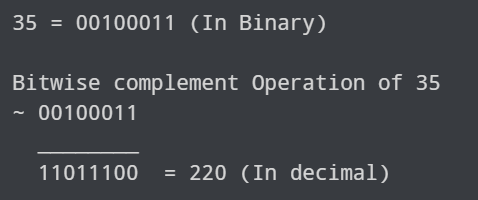 35 = 00100011 (In Binary)
Bitwise complement Operation of 35
~ 00100011
________
11011100 = 220 (In decimal)